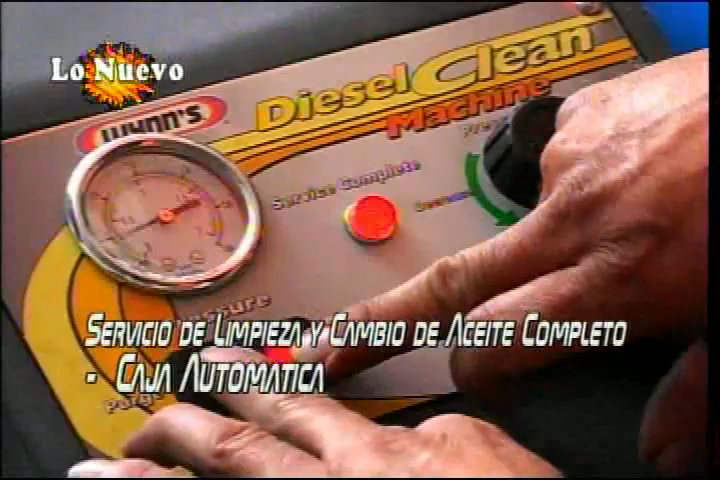 Lo Nuevo
WYNN'S
Diesel Clean
Machine
Service Complete
SERVICIO DE LIMPIEZA Y CAMBIO DE ACEITE COMPLETO
- CAJA AUTOMATICA